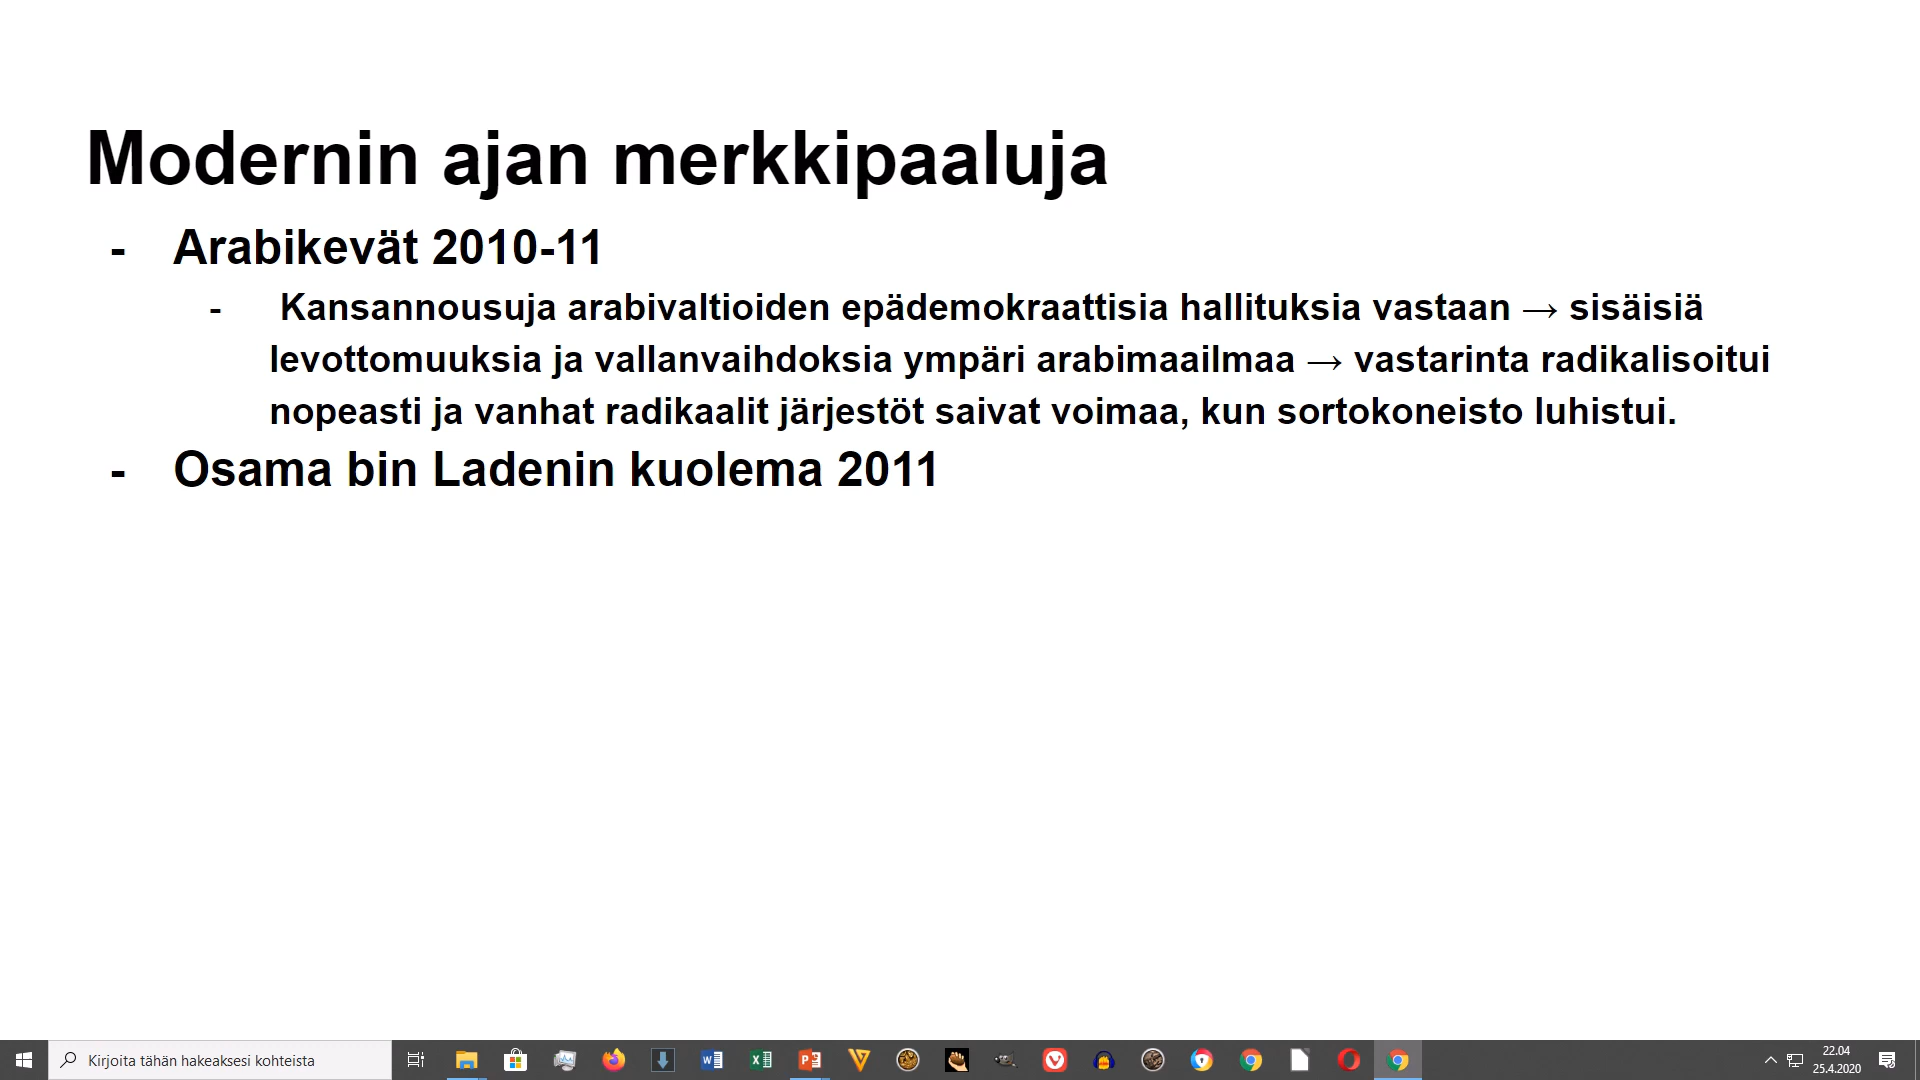 Modernin ajan merkkipaaluja
- Arabikevät 2010-11
- Kansannousuja arabivaltioiden epädemokraattisia hallituksia vastaan → sisäisiä
levottomuuksia ja vallanvaihdoksia ympäri arabimaailmaa → vastarinta radikalisoitui
nopeasti ja vanhat radikaalit järjestöt saivat voimaa, kun sortokoneisto luhistui.
- Osama bin Ladenin kuolema 2011
Kirjoita tähän hakeaksesi kohteista
22.04
25.4.2020